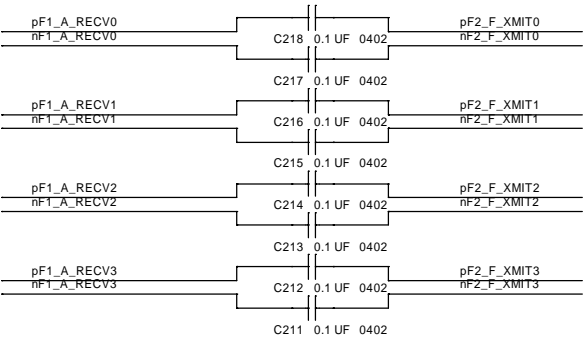 pF1_A_RECV0 pF2_F_XMIT0
nF1_A_RECV0 nF2_F_XMIT0
C218 0.1 UF 0402
C217 0.1 UF 0402
pF1_A_RECV1 pF2_F_XMIT1
nF1_A_RECV1 nF2_F_XMIT1
C216 0.1 UF 0402
C215 0.1 UF 0402
pF1_A_RECV2 pF2_F_XMIT2
nF1_A_RECV2 nF2_F_XMIT2
C214 0.1 UF 0402
C213 0.1 UF 0402
pF1_A_RECV3 pF2_F_XMIT3
nF1_A_RECV3 nF2_F_XMIT3
C212 0.1 UF 0402
C211 0.1 UF 0402